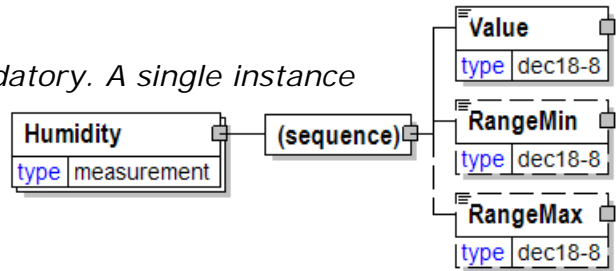 Value
type dec18-8
datory. A single instance
Humidity
type measurement
(sequence)
RangeMin
type dec18-8
RangeMax
type dec18-8